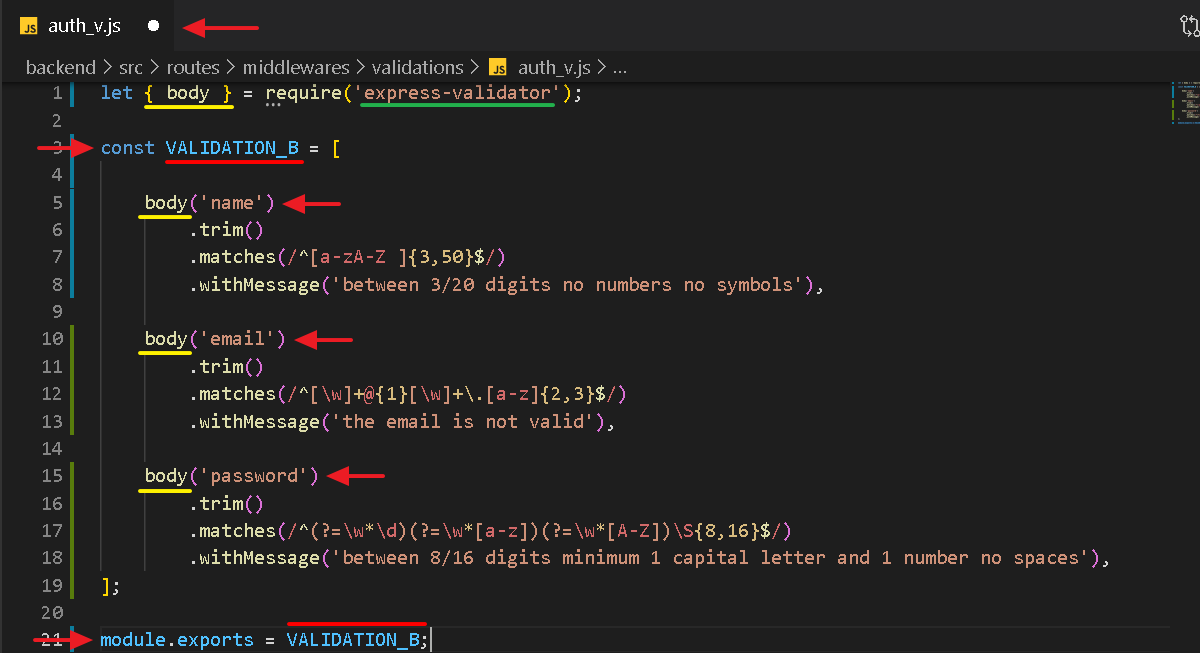 JS auth_v.js
backend > src > routes > middlewares > validations > JS auth_v.js > ...
1 let { body } = require('express-validator');
2
3 const VALIDATION_B = [
4
5 body('name')
6 .trim()
7 .matches(/^[a-zA-Z ]{3,50}$/)
8 .withMessage('between 3/20 digits no numbers no symbols'),
9
10 body('email')
11 .trim()
12 .matches(/^[\w]+@{1}[\w]+\.[a-z]{2,3}$/)
13 .withMessage('the email is not valid'),
14
15 body('password')
16 .trim()
17 .matches(/^(?=\w*\d)(?=\w*[a-z])(?=\w*[A-Z])\S{8,16}$/)
18 .withMessage('between 8/16 digits minimum 1 capital letter and 1 number no spaces'),
19 ];
20
21 module.exports = VALIDATION_B;